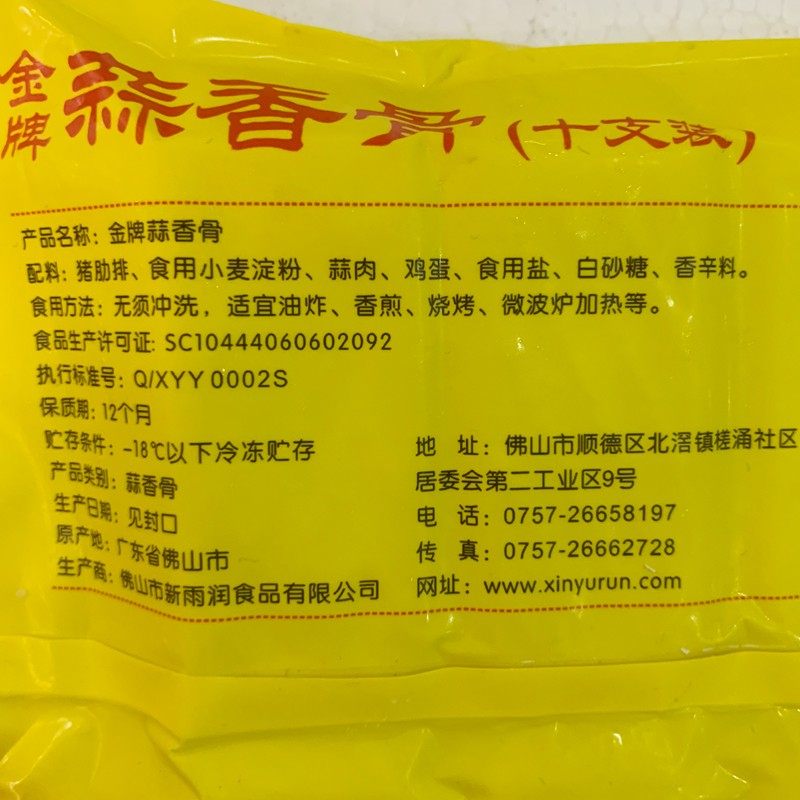 金牌蒜香骨(十支装)
产品名称：金牌蒜香骨
配料：猪肋排、食用小麦淀粉、蒜肉、鸡蛋、食用盐、白砂糖、香辛料。
食用方法：无须冲洗，适宜油炸、香煎、烧烤、微波炉加热等。
食品生产许可证：SC10444060602092
执行标准号：Q/XYY 0002S
保质期：12个月
贮存条件：-18℃以下冷冻贮存
产品类别：蒜香骨
生产日期：见封口
原产地：广东省佛山市
生产商：佛山市新雨润食品有限公司
地 址：佛山市顺德区北滘镇槎涌社区
居委会第二工业区9号
电 话：0757-26658197
传 真：0757-26662728
网址：www.xinyurun.com